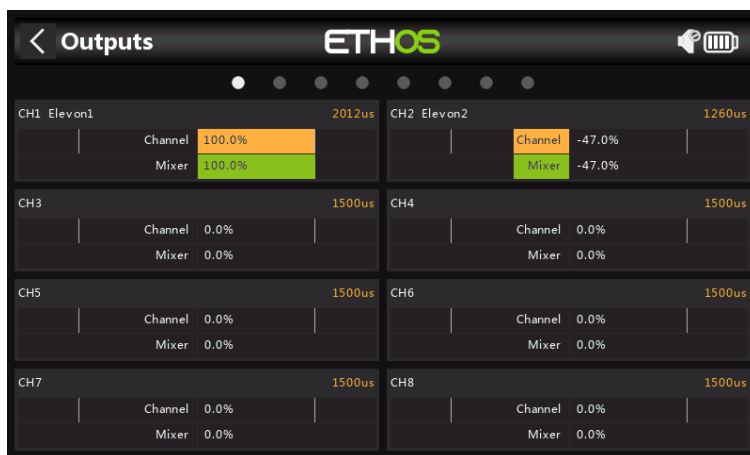 Outputs
ETHOS
CH1 Elevon1 2012us
Channel 100.0%
Mixer 100.0%
CH2 Elevon2 1260us
Channel -47.0%
Mixer -47.0%
CH3 1500us
Channel 0.0%
Mixer 0.0%
CH4 1500us
Channel 0.0%
Mixer 0.0%
CH5 1500us
Channel 0.0%
Mixer 0.0%
CH6 1500us
Channel 0.0%
Mixer 0.0%
CH7 1500us
Channel 0.0%
Mixer 0.0%
CH8 1500us
Channel 0.0%
Mixer 0.0%